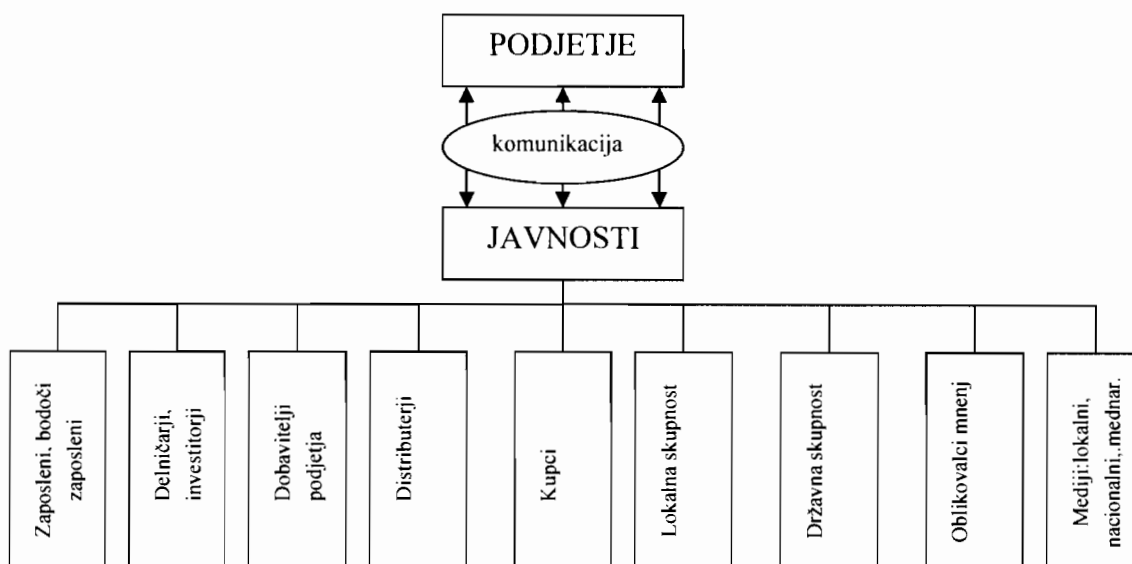 PODJETJE
komunikacija
JAVNOSTI
Zaposleni, bodoči
zaposleni
Delničarji,
investitorji
Dobavitelji
podjetja
Distributerji
Kupci
Lokalna skupnost
Državna skupnost
Oblikovalci mnenj
Mediji:lokalni,
nacionalni,.mednar.